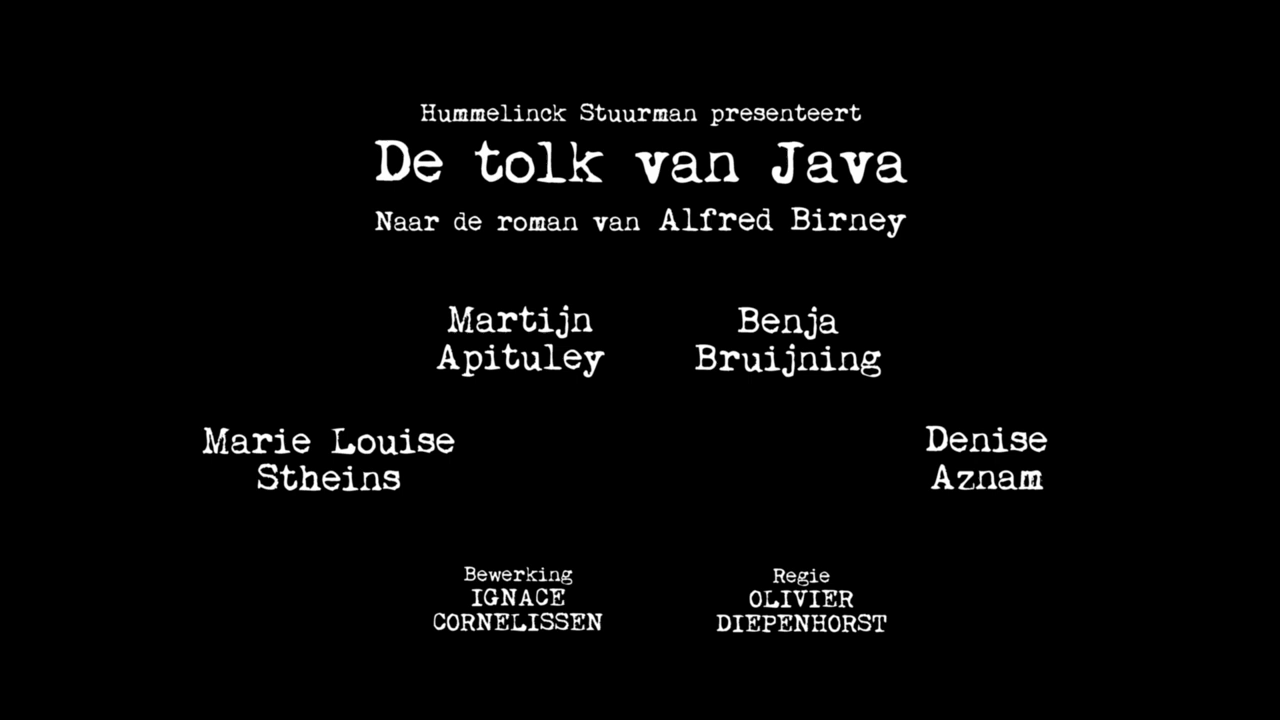 Hummelinck Stuurman presenteert
De tolk van Java
Naar de roman van Alfred Birney
Martijn
Apituley
Benja
Bruijning
Marie Louise
Stheins
Denise
Aznam
Bewerking
IGNACE
CORNELISSEN
Regie
OLIVIER
DIEPENHORST